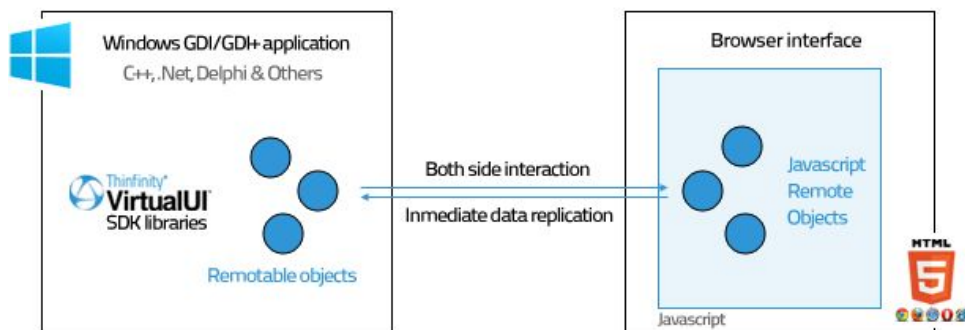 Windows GDI/GDI+ application
C++, .Net, Delphi & Others
Thinfinity®
VirtualUI™
SDK libraries
Remotable objects
Both side interaction
Inmediate data replication
Browser interface
Javascript
Remote
Objects
Javascript
HTML
5